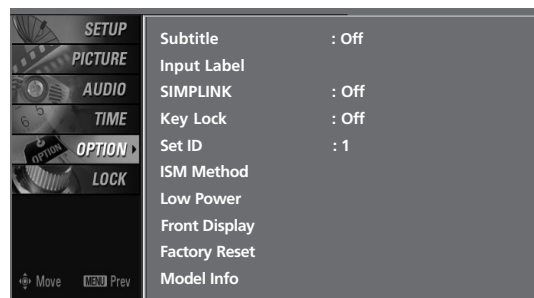 SETUP
PICTURE
AUDIO
TIME
OPTION
LOCK
Move MENU Prev
Subtitle : Off
Input Label
SIMPLINK : Off
Key Lock : Off
Set ID : 1
ISM Method
Low Power
Front Display
Factory Reset
Model Info